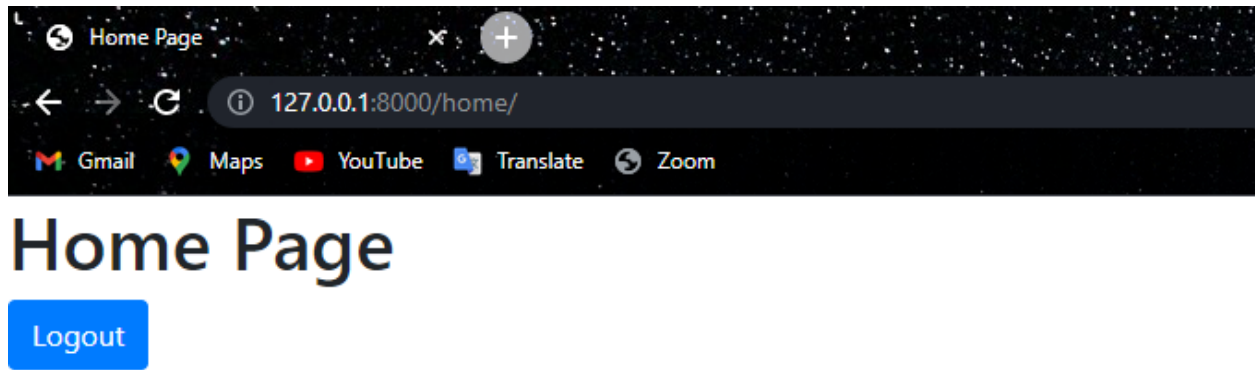 Home Page
127.0.0.1:8000/home/
Gmail Maps YouTube Translate Zoom
Home Page
Logout